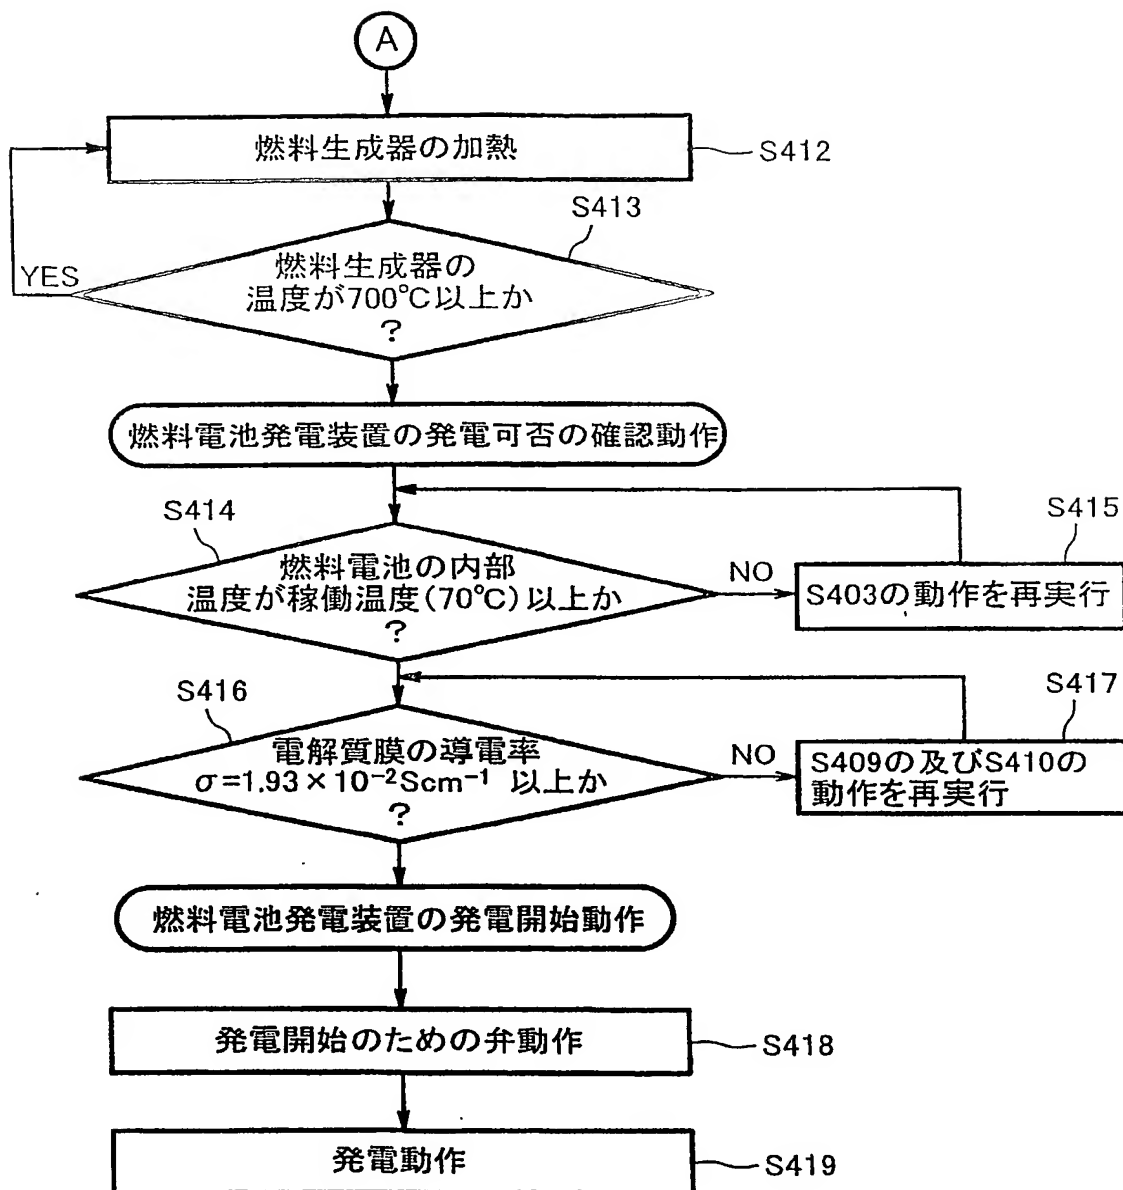 A
燃料生成器の加熱
S412
S413
燃料生成器の
温度が700℃以上か
?
YES
燃料電池発電装置の発電可否の確認動作
S414
燃料電池の内部
温度が稼働温度(70℃)以上か
?
NO
S415
S403の動作を再実行
S416
電解質膜の導電率
σ=1.93×10⁻²Scm⁻¹ 以上か
?
NO
S417
S409の及びS410の
動作を再実行
燃料電池発電装置の発電開始動作
発電開始のための弁動作
S418
発電動作
S419